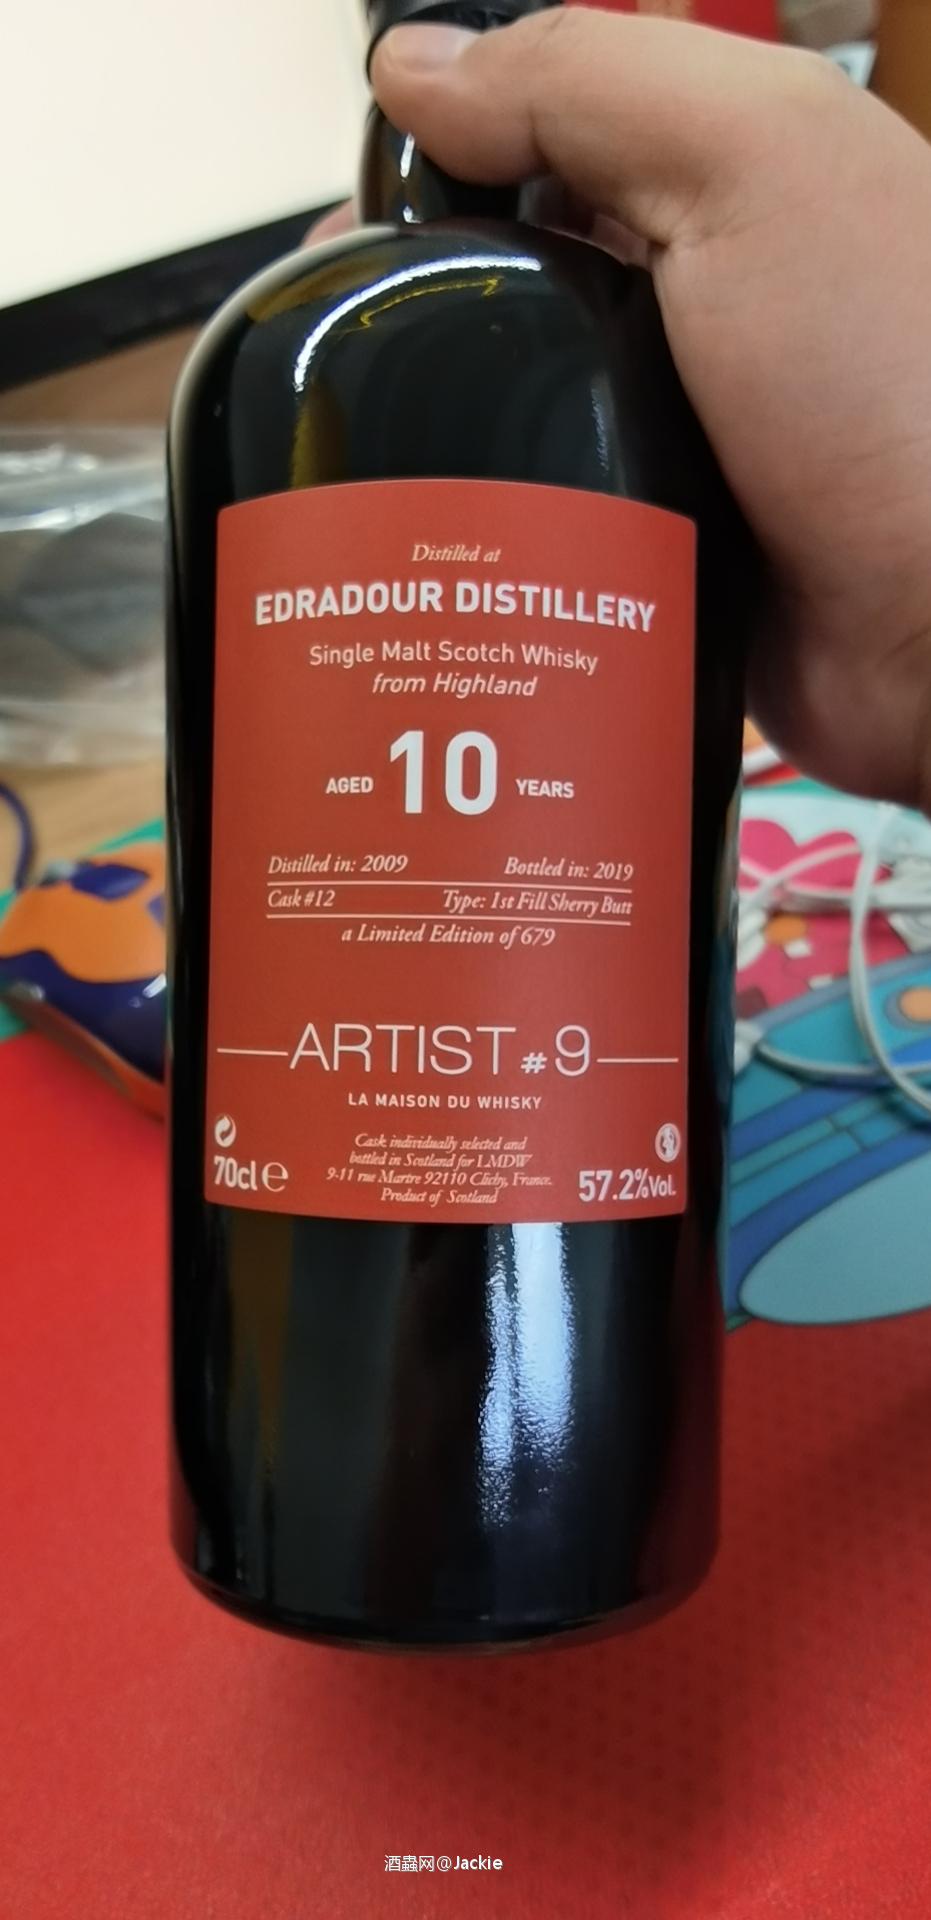 Distilled at
EDRADOUR DISTILLERY
Single Malt Scotch Whisky
from Highland
AGED 10 YEARS
Distilled in: 2009 Bottled in: 2019
Cask #12 Type: 1st Fill Sherry Butt
a Limited Edition of 679
ARTIST #9
LA MAISON DU WHISKY
Cask individually selected and
bottled in Scotland for LMDW
9-11 rue Martre 92110 Clichy, France.
Product of Scotland
70cl ℮ 57.2%Vol.
酒蟲网@Jackie